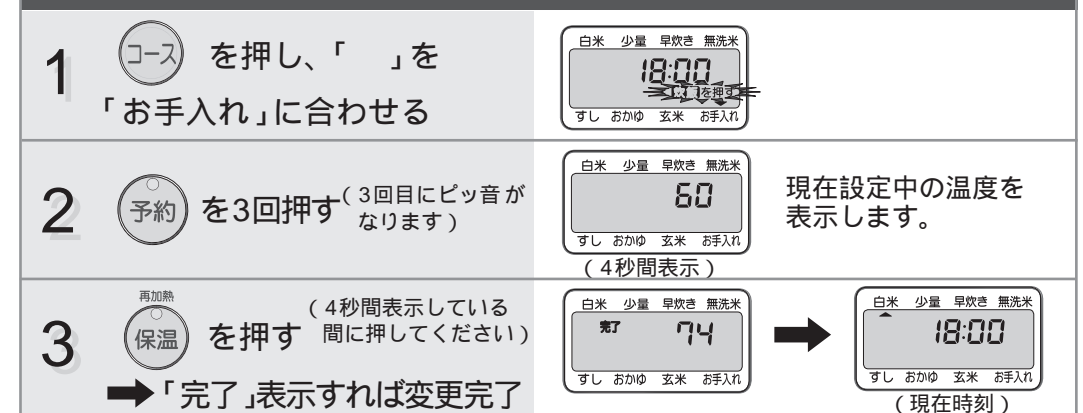 1 コース を押し、「　」を
「お手入れ」に合わせる
白米 少量 早炊き 無洗米
18:00
を押す
すし おかゆ 玄米 お手入れ
2 予約 を3回押す(3回目にピッ音が
なります)
白米 少量 早炊き 無洗米
60
すし おかゆ 玄米 お手入れ
(4秒間表示)
現在設定中の温度を
表示します。
3 再加熱
保温 を押す (4秒間表示している
間に押してください)
➡「完了」表示すれば変更完了
白米 少量 早炊き 無洗米
完了 74
すし おかゆ 玄米 お手入れ
➡
白米 少量 早炊き 無洗米
18:00
すし おかゆ 玄米 お手入れ
(現在時刻)